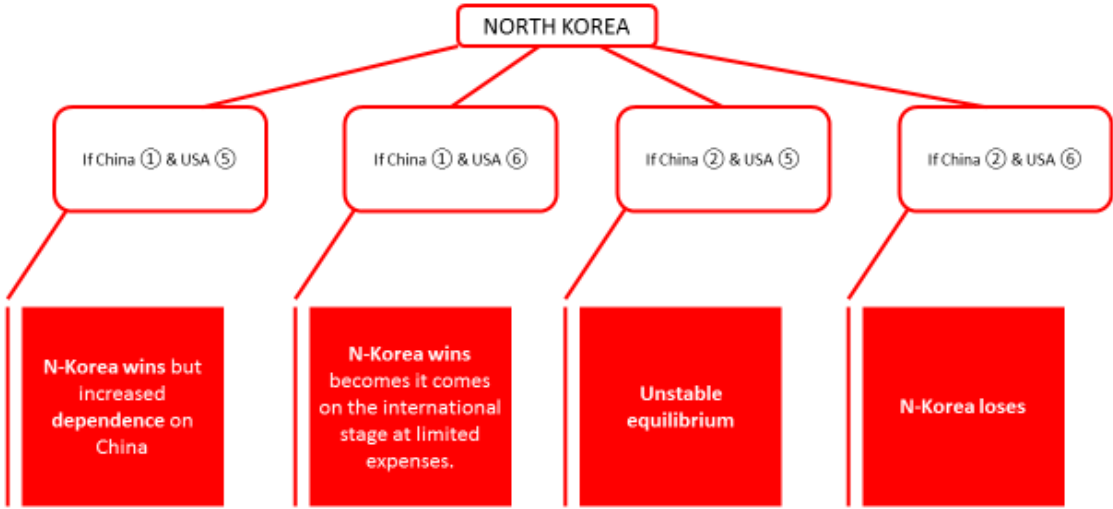 NORTH KOREA
If China ① & USA ⑤
If China ① & USA ⑥
If China ② & USA ⑤
If China ② & USA ⑥
N-Korea wins but
increased
dependence on
China
N-Korea wins
becomes it comes
on the international
stage at limited
expenses.
Unstable
equilibrium
N-Korea loses